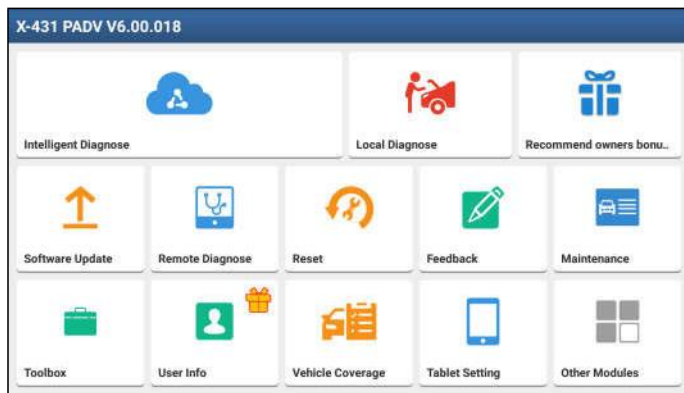 X-431 PADV V6.00.018
Intelligent Diagnose
Local Diagnose
Recommend owners bonu..
Software Update
Remote Diagnose
Reset
Feedback
Maintenance
Toolbox
User Info
Vehicle Coverage
Tablet Setting
Other Modules